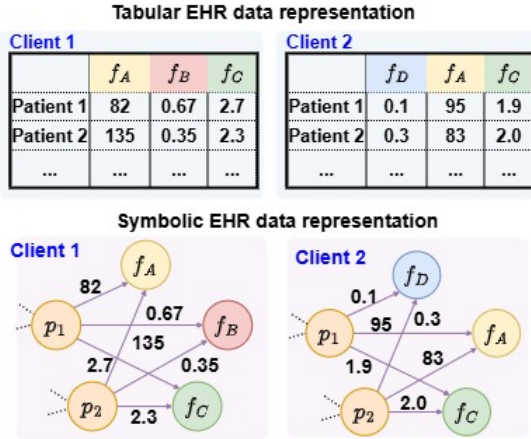 Tabular EHR data representation
Client 1
f_A f_B f_C
Patient 1 82 0.67 2.7
Patient 2 135 0.35 2.3
... ... ... ...
Client 2
f_D f_A f_C
Patient 1 0.1 95 1.9
Patient 2 0.3 83 2.0
... ... ... ...
Symbolic EHR data representation
Client 1
f_A
82
0.67
p_1
f_B
135
2.7
0.35
p_2
2.3
f_C
Client 2
f_D
0.1
0.3
p_1
95
f_A
1.9
83
p_2
2.0
f_C